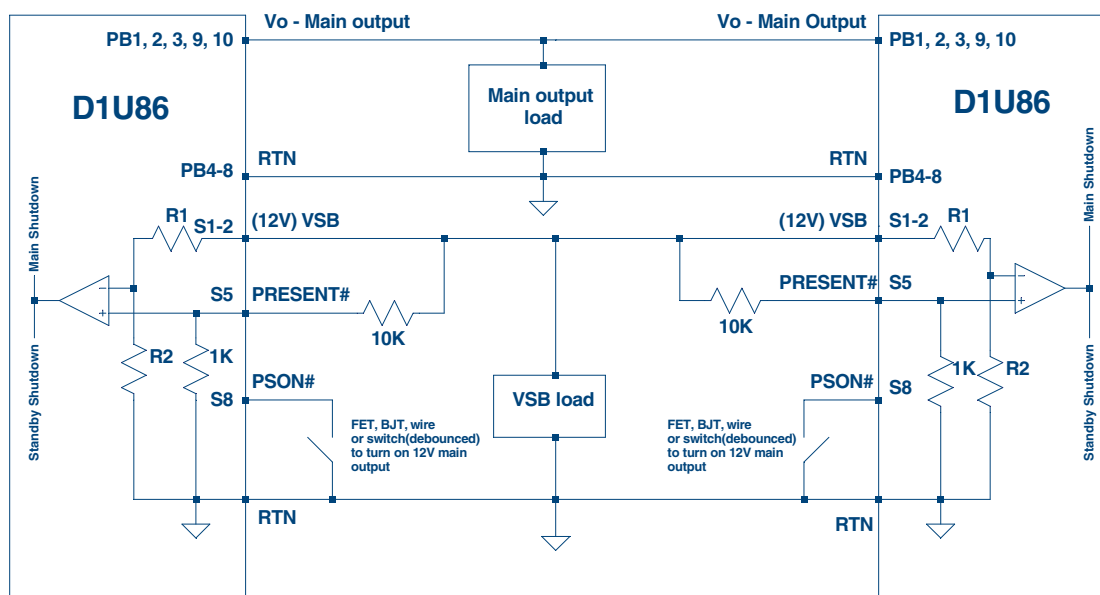 Vo - Main output
Vo - Main Output
PB1, 2, 3, 9, 10
PB1, 2, 3, 9, 10
D1U86
Main output
load
D1U86
RTN
RTN
PB4-8
PB4-8
Main Shutdown
R1
S1-2
(12V) VSB
(12V) VSB
S1-2
R1
Main Shutdown
S5
PRESENT#
PRESENT#
S5
10K
10K
R2
1K
1K
R2
Standby Shutdown
S8
PSON#
VSB load
PSON#
S8
Standby Shutdown
FET, BJT, wire
or switch(debounced)
to turn on 12V main
output
FET, BJT, wire
or switch(debounced)
to turn on 12V main
output
RTN
RTN